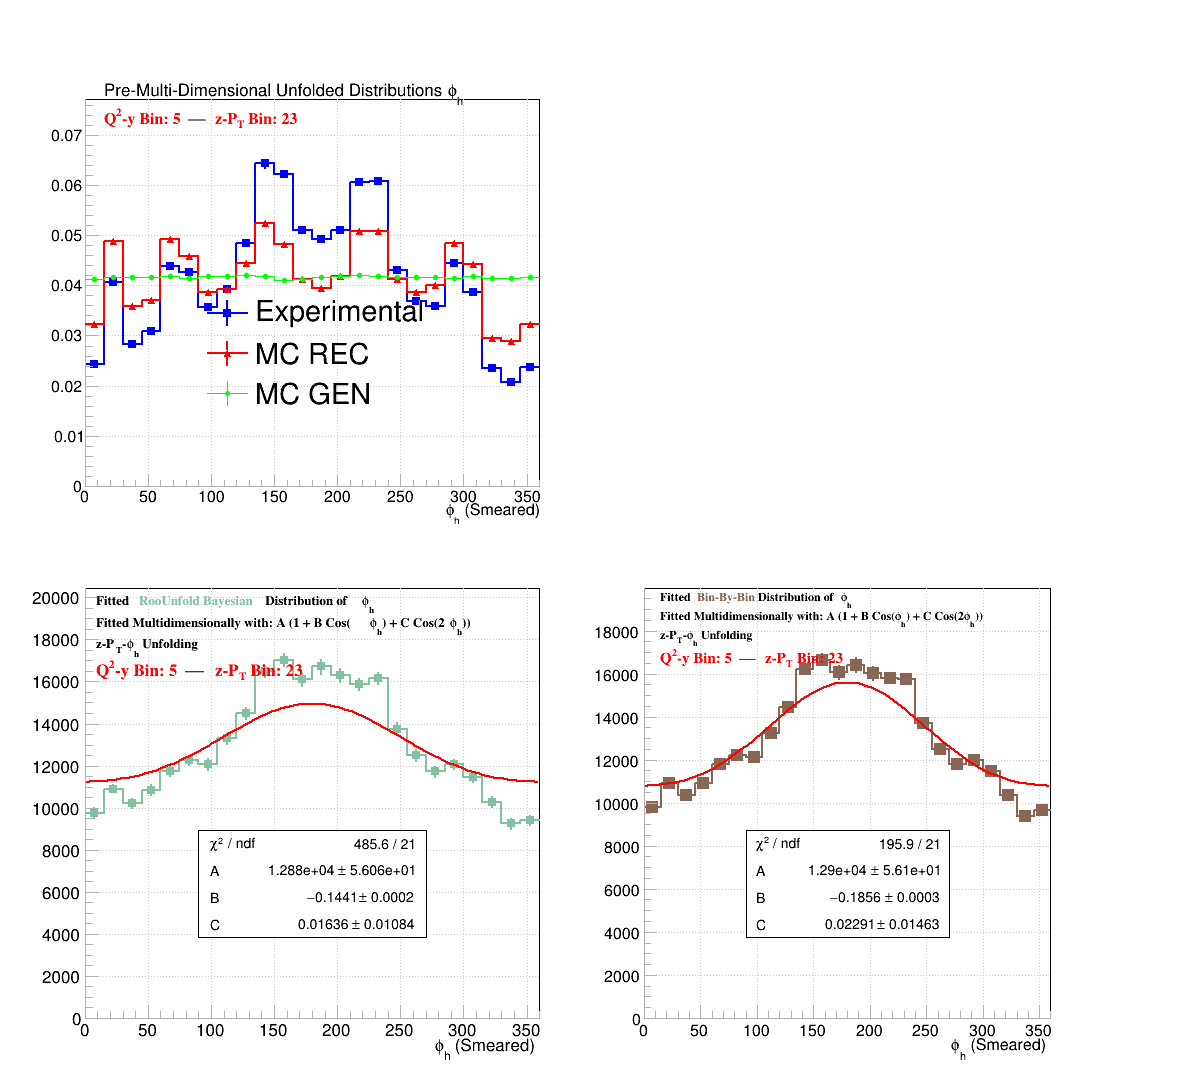 Pre-Multi-Dimensional Unfolded Distributions ϕh
Q2-y Bin: 5 — z-PT Bin: 23
0.07
0.06
0.05
0.04
0.03
0.02
0.01
0
Experimental
MC REC
MC GEN
0 50 100 150 200 250 300 350
ϕh (Smeared)
Fitted RooUnfold Bayesian Distribution of ϕh
Fitted Multidimensionally with: A (1 + B Cos( ϕh) + C Cos(2 ϕh))
z-PT-ϕh Unfolding
Q2-y Bin: 5 — z-PT Bin: 23
20000
18000
16000
14000
12000
10000
8000
6000
4000
2000
0
χ2 / ndf 485.6 / 21
A 1.288e+04 ± 5.606e+01
B −0.1441 ± 0.0002
C 0.01636 ± 0.01084
0 50 100 150 200 250 300 350
ϕh (Smeared)
Fitted Bin-By-Bin Distribution of ϕh
Fitted Multidimensionally with: A (1 + B Cos(ϕh) + C Cos(2ϕh))
z-PT-ϕh Unfolding
Q2-y Bin: 5 — z-PT Bin: 23
18000
16000
14000
12000
10000
8000
6000
4000
2000
0
χ2 / ndf 195.9 / 21
A 1.29e+04 ± 5.61e+01
B −0.1856 ± 0.0003
C 0.02291 ± 0.01463
0 50 100 150 200 250 300 350
ϕh (Smeared)